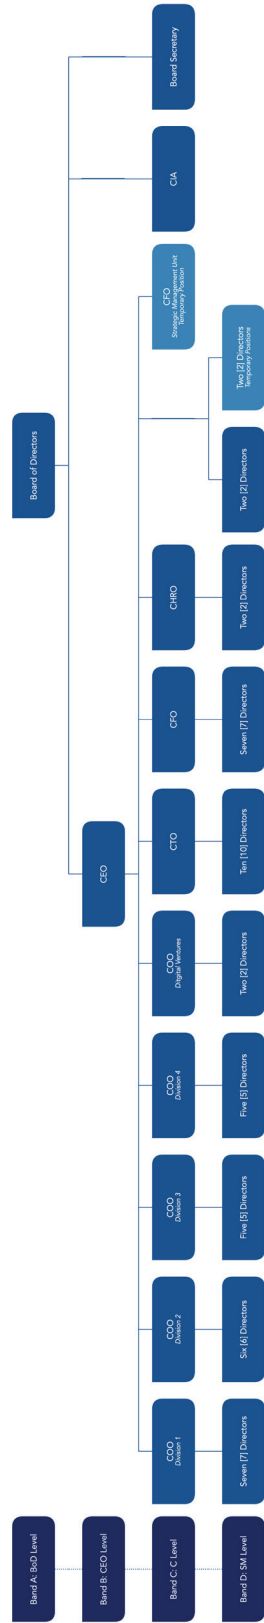 Band A: BoD Level
Board of Directors
Band B: CEO Level
CEO
Band C: C Level
COO
Division 1
COO
Division 2
COO
Division 3
COO
Division 4
COO
Ditgital Ventures
CTO
CFO
CHRO
CFO
Strategic Management Unit
Temporary Position
CIA
Board Secretary
Band D: SM Level
Seven [7] Directors
Six [6] Directors
Five [5] Directors
Five [5] Directors
Two [2] Directors
Ten [10] Directors
Seven [7] Directors
Two [2] Directors
Two [2] Directors
Two [2] Directors
Temporary Positions